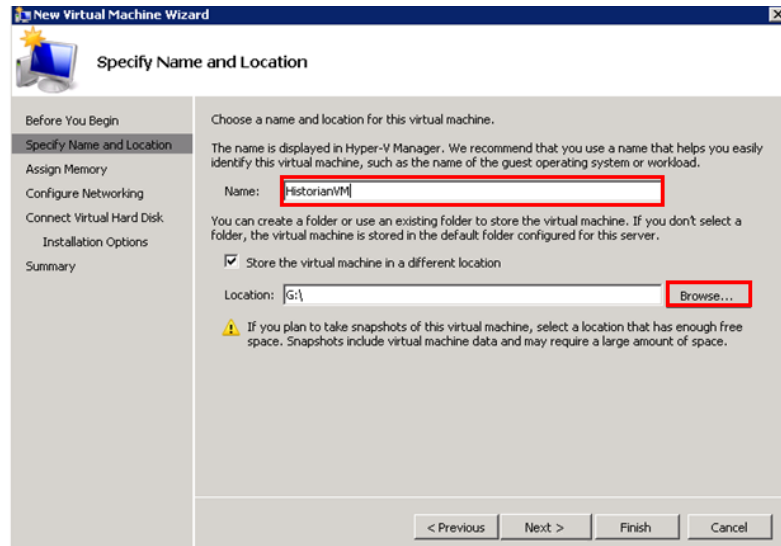 New Virtual Machine Wizard
Specify Name and Location
Before You Begin
Specify Name and Location
Assign Memory
Configure Networking
Connect Virtual Hard Disk
Installation Options
Summary
Choose a name and location for this virtual machine.
The name is displayed in Hyper-V Manager. We recommend that you use a name that helps you easily
identify this virtual machine, such as the name of the guest operating system or workload.
Name: HistorianVM
You can create a folder or use an existing folder to store the virtual machine. If you don't select a
folder, the virtual machine is stored in the default folder configured for this server.
Store the virtual machine in a different location
Location: G:\ Browse...
If you plan to take snapshots of this virtual machine, select a location that has enough free
space. Snapshots include virtual machine data and may require a large amount of space.
< Previous Next > Finish Cancel